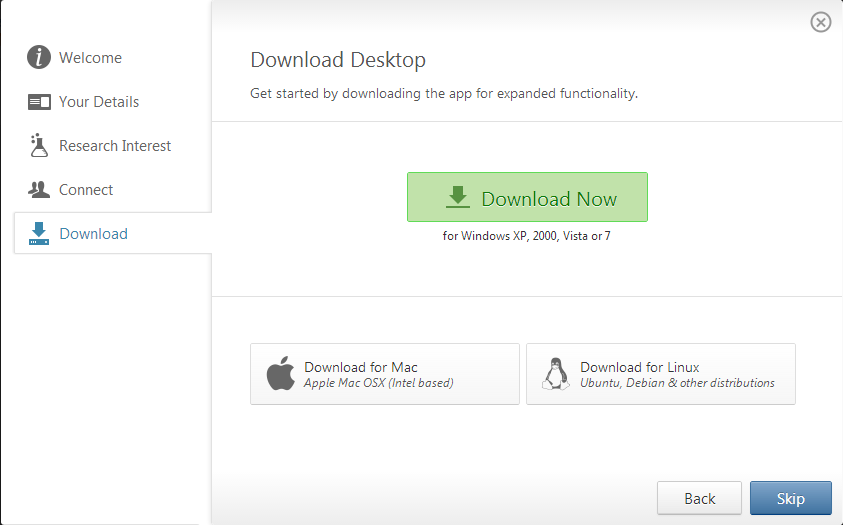 Welcome
Your Details
Research Interest
Connect
Download
Download Desktop
Get started by downloading the app for expanded functionality.
Download Now
for Windows XP, 2000, Vista or 7
Download for Mac
Apple Mac OSX (Intel based)
Download for Linux
Ubuntu, Debian & other distributions
Back
Skip